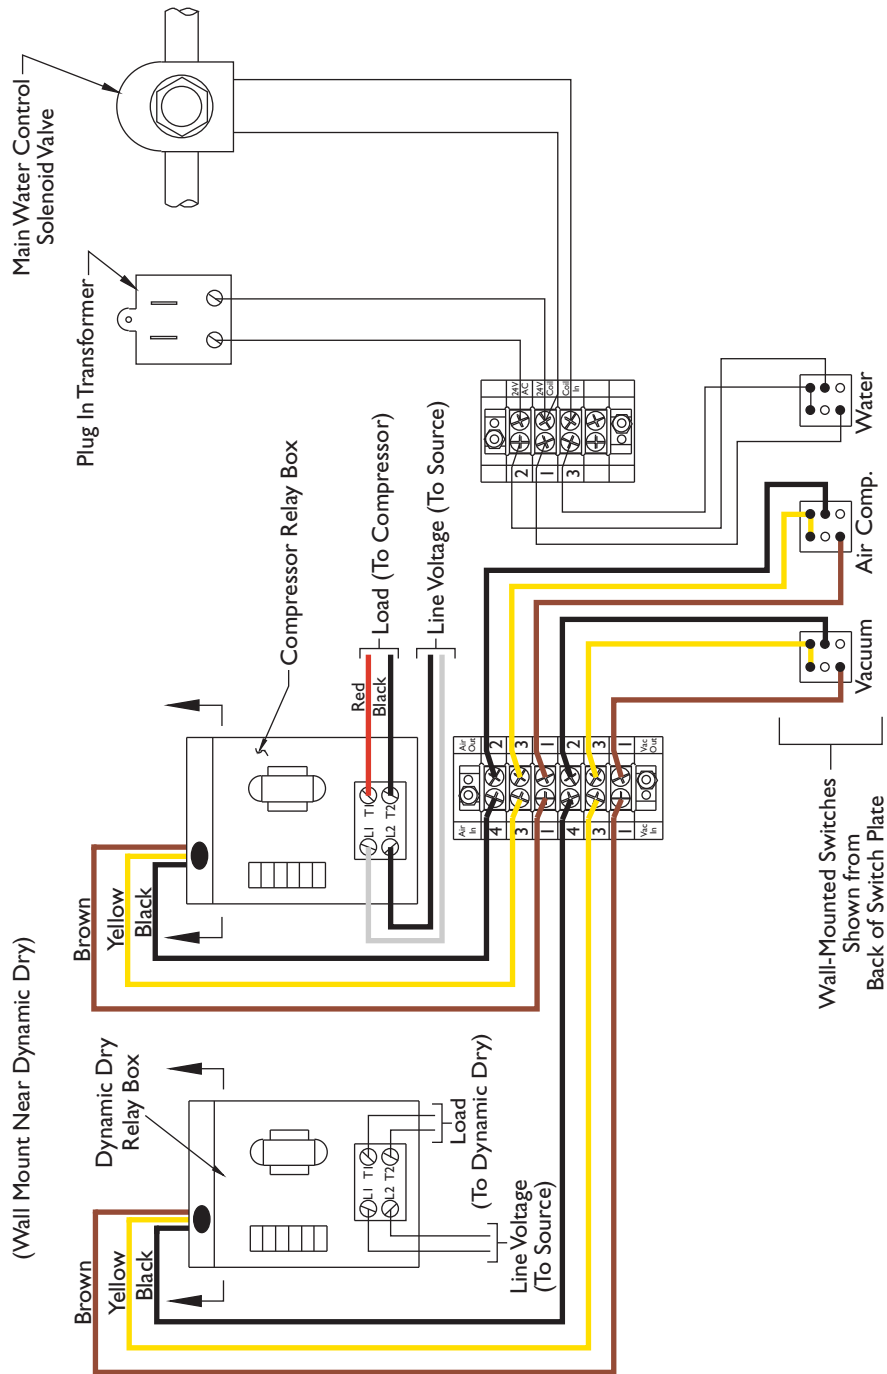 (Wall Mount Near Dynamic Dry)
Main Water Control
Solenoid Valve
Plug In Transformer
Compressor Relay Box
Load (To Compressor)
Line Voltage (To Source)
Red
Black
Brown
Yellow
Black
L1 T1
L2 T2
Dynamic Dry
Relay Box
Brown
Yellow
Black
L1 T1
L2 T2
Load
(To Dynamic Dry)
Line Voltage
(To Source)
24V
AC
24V
Coil
Coil
In
2
1
3
Air
Out
2
3
1
2
3
1
Vac
Out
Air
In
4
3
1
4
3
1
Vac
In
Water
Air Comp.
Vacuum
Wall-Mounted Switches
Shown from
Back of Switch Plate